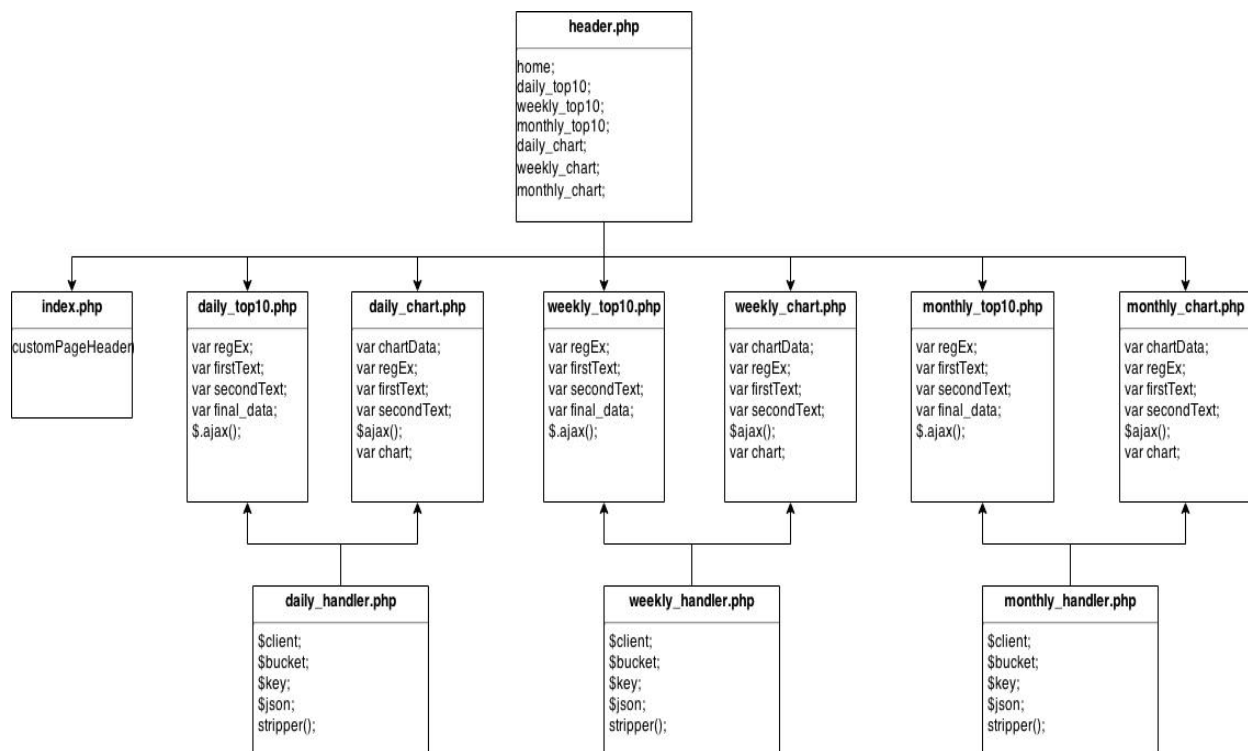 header.php
home;
daily_top10;
weekly_top10;
monthly_top10;
daily_chart;
weekly_chart;
monthly_chart;
index.php
customPageHeader
daily_top10.php
var regEx;
var firstText;
var secondText;
var final_data;
$.ajax();
daily_chart.php
var chartData;
var regEx;
var firstText;
var secondText;
$ajax();
var chart;
weekly_top10.php
var regEx;
var firstText;
var secondText;
var final_data;
$.ajax();
weekly_chart.php
var chartData;
var regEx;
var firstText;
var secondText;
$ajax();
var chart;
monthly_top10.php
var regEx;
var firstText;
var secondText;
var final_data;
$.ajax();
monthly_chart.php
var chartData;
var regEx;
var firstText;
var secondText;
$ajax();
var chart;
daily_handler.php
$client;
$bucket;
$key;
$json;
stripper();
weekly_handler.php
$client;
$bucket;
$key;
$json;
stripper();
monthly_handler.php
$client;
$bucket;
$key;
$json;
stripper();